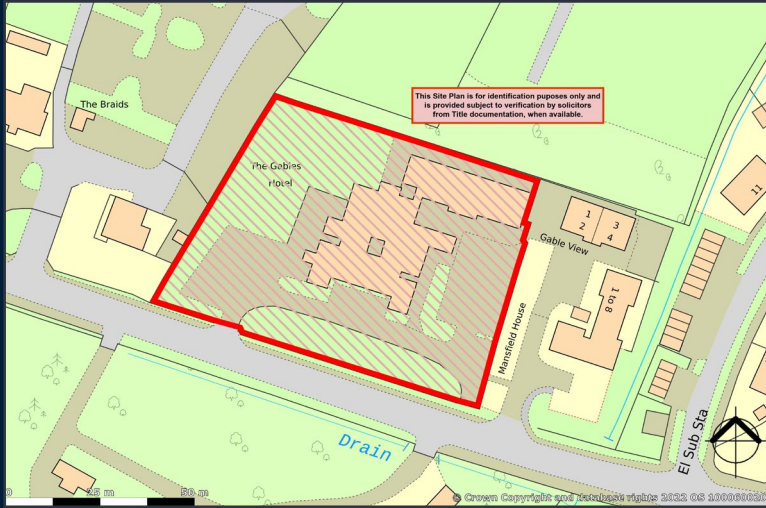 This Site Plan is for identification puposes only and
is provided subject to verification by solicitors
from Title documentation, when available.
The Braids
The Gables
Hotel
11
1
2
3
4
Gable View
1 to 8
Mansfield House
El Sub Sta
Drain
0
25 m
50 m
© Crown Copyright and database rights 2022 OS